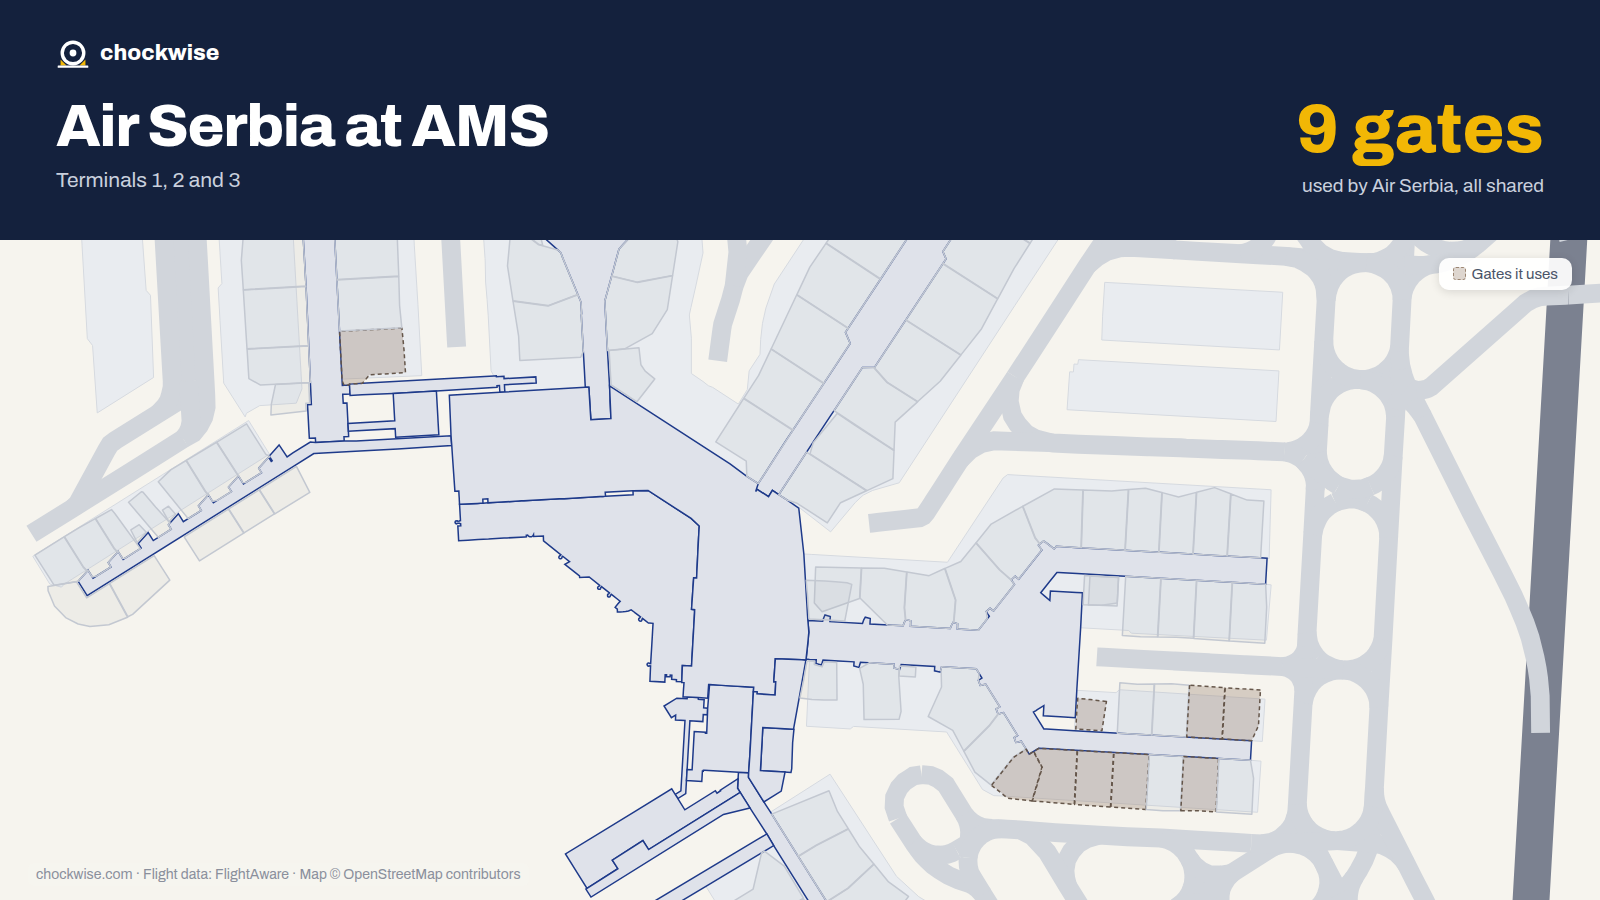 chockwise
Air Serbia at AMS
Terminals 1, 2 and 3
9 gates
used by Air Serbia, all shared
Gates it uses
chockwise.com · Flight data: FlightAware · Map © OpenStreetMap contributors